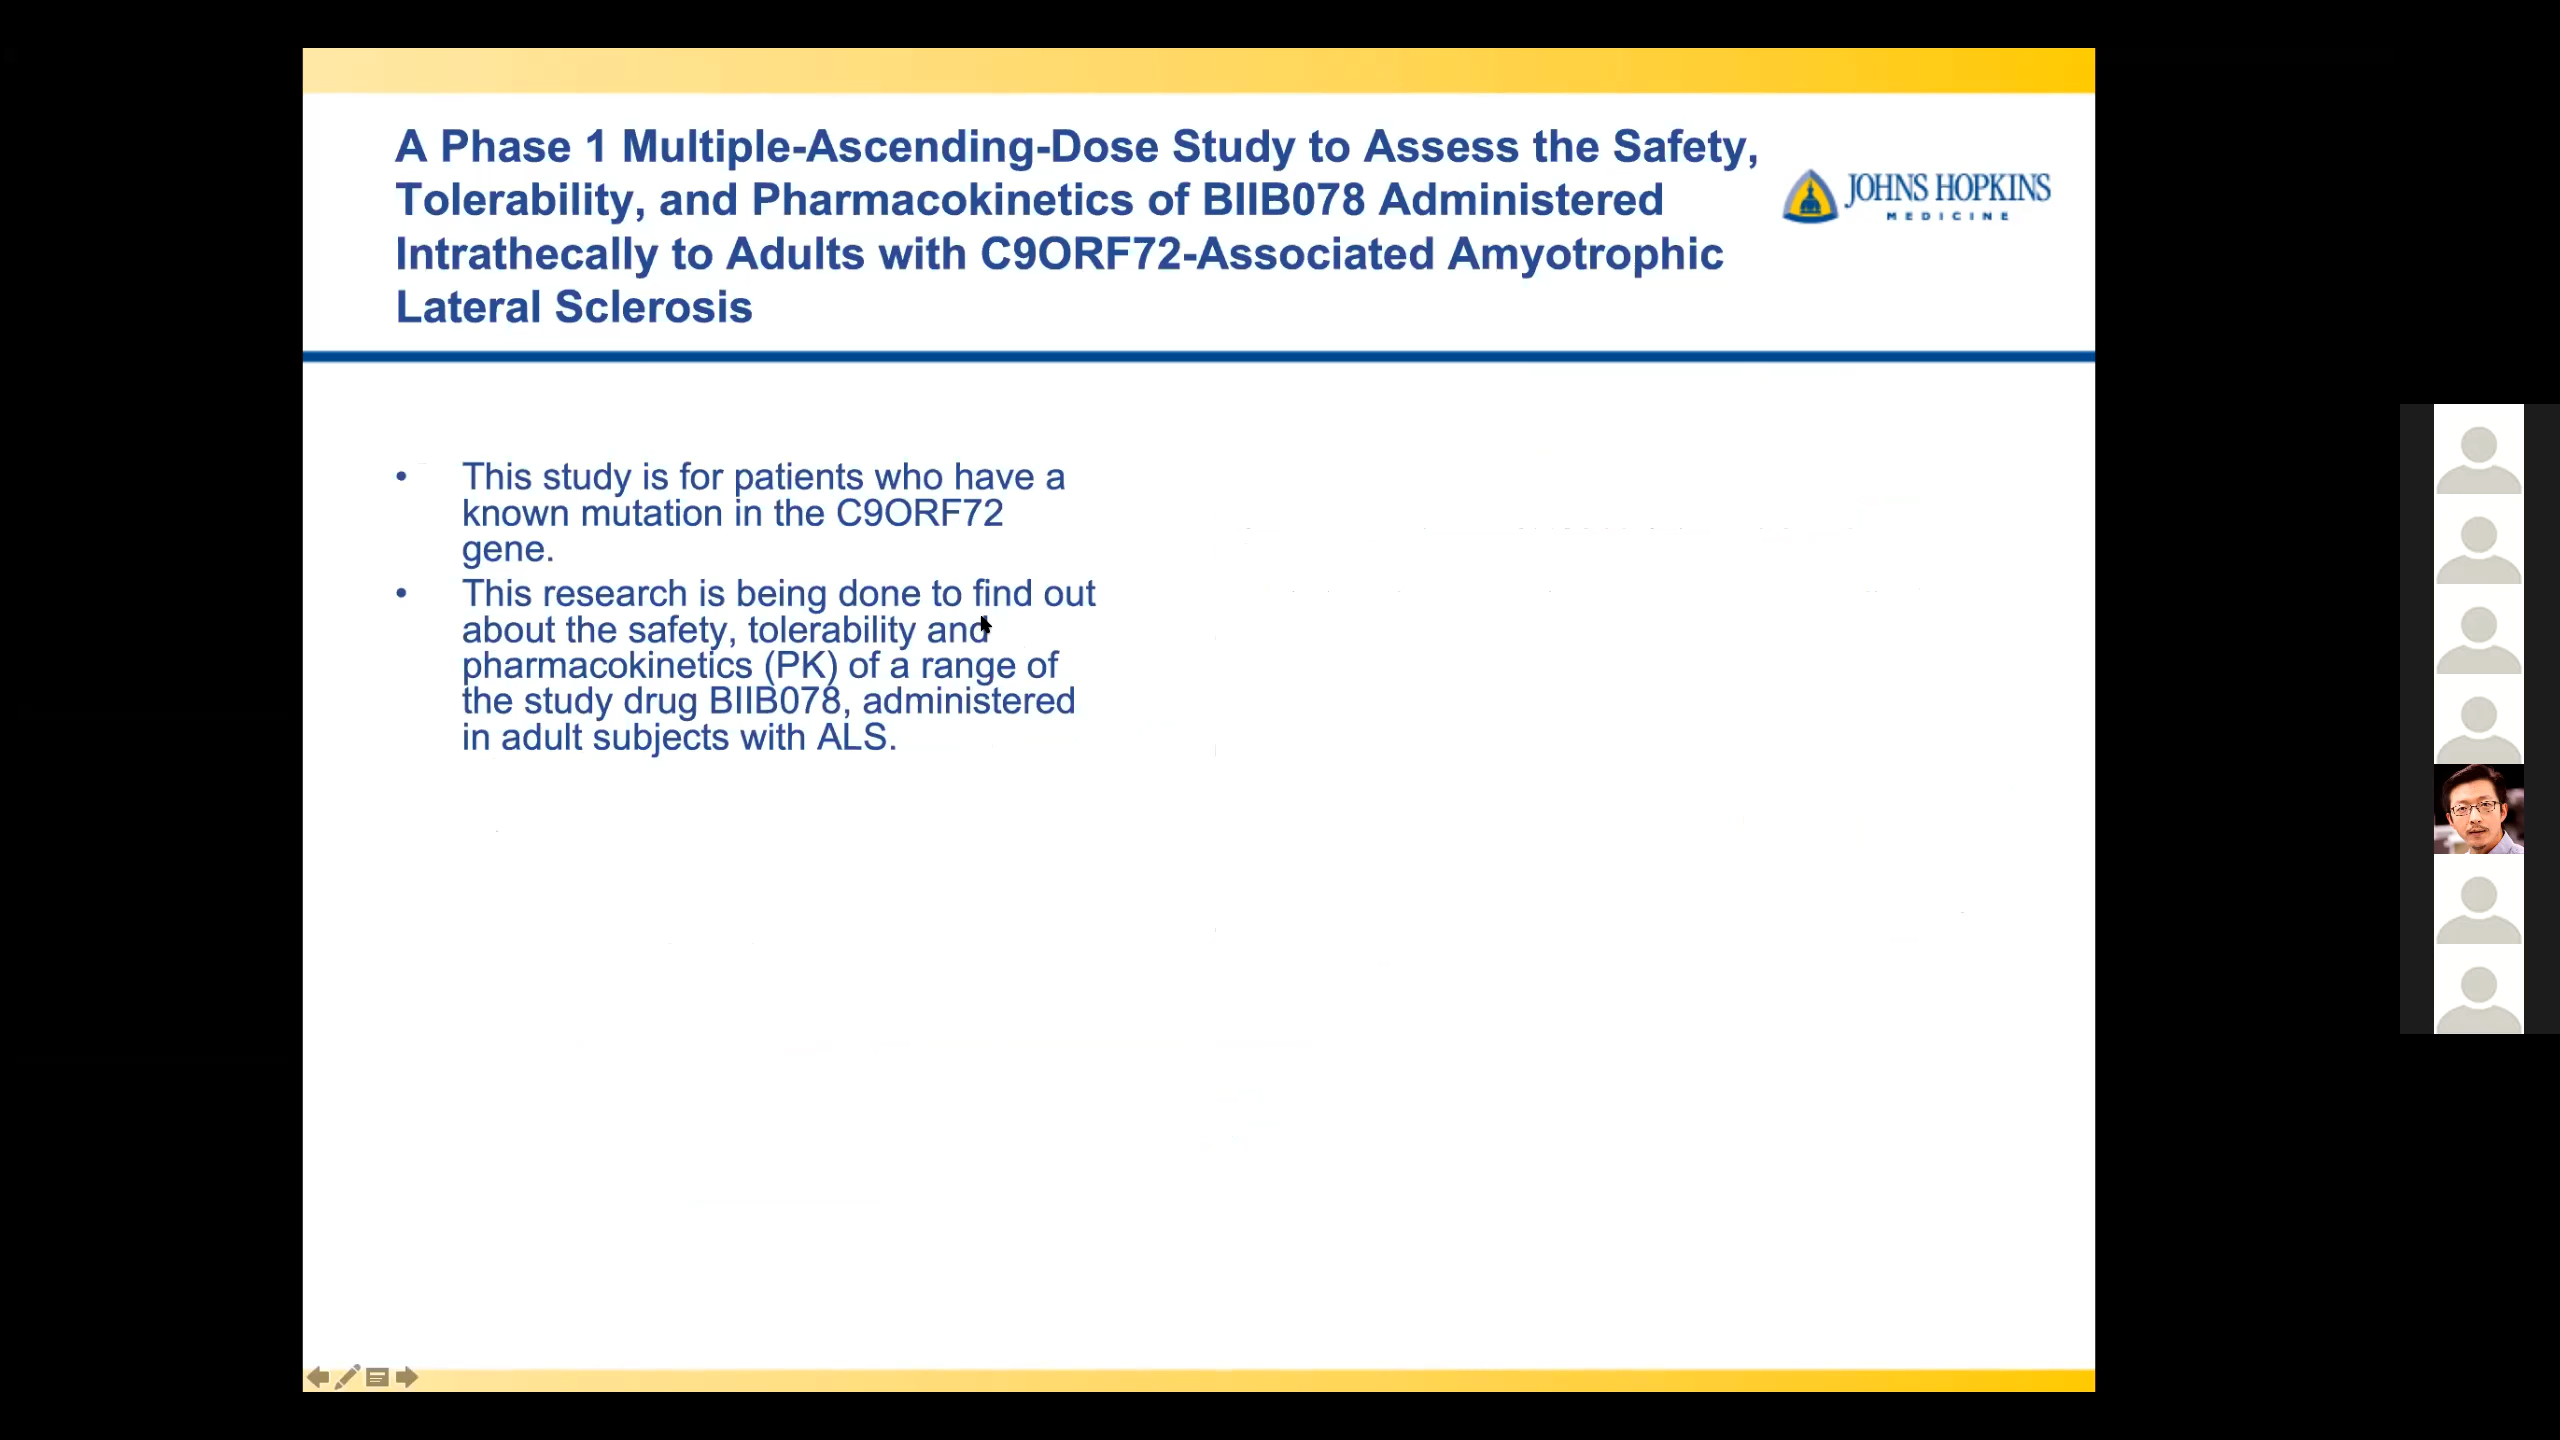 A Phase 1 Multiple-Ascending-Dose Study to Assess the Safety,
Tolerability, and Pharmacokinetics of BIIB078 Administered
Intrathecally to Adults with C9ORF72-Associated Amyotrophic
Lateral Sclerosis
JOHNS HOPKINS
MEDICINE
• This study is for patients who have a
known mutation in the C9ORF72
gene.
• This research is being done to find out
about the safety, tolerability and
pharmacokinetics (PK) of a range of
the study drug BIIB078, administered
in adult subjects with ALS.